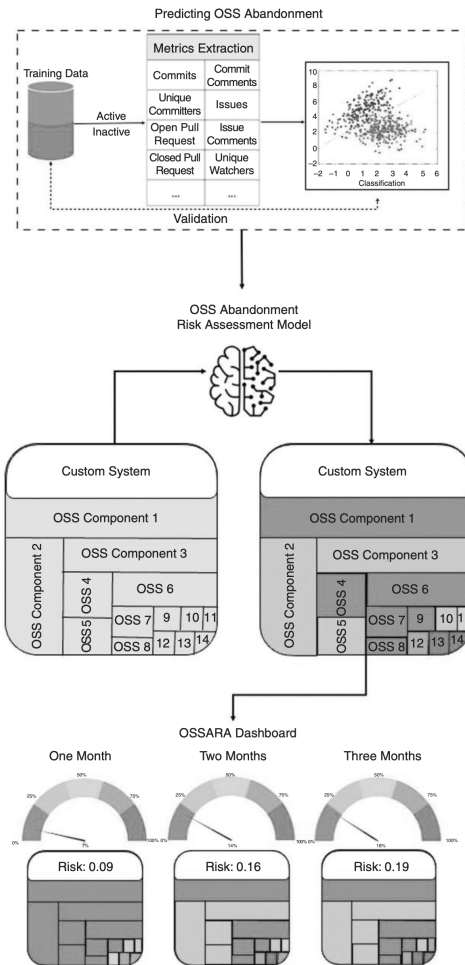 Predicting OSS Abandonment
Metrics Extraction
Training Data
Active
Inactive
Commits
Commit
Comments
Unique
Committers
Issues
Open Pull
Request
Issue
Comments
Closed Pull
Request
Unique
Watchers
...
...
10
8
6
4
2
0
−2
−2 −1 0 1 2 3 4 5 6
Classification
Validation
OSS Abandonment
Risk Assessment Model
Custom System
OSS Component 1
OSS Component 2
OSS Component 3
OSS 4
OSS5
OSS 6
OSS 7
OSS 8
9
10
11
12
13
14
Custom System
OSS Component 1
OSS Component 2
OSS Component 3
OSS 4
OSS 5
OSS 6
OSS 7
OSS 8
9
10
1
12
13
14
OSSARA Dashboard
One Month
Two Months
Three Months
0%
25%
50%
75%
100%
7%
0%
25%
50%
75%
100%
14%
0%
25%
50%
75%
100%
18%
Risk: 0.09
Risk: 0.16
Risk: 0.19